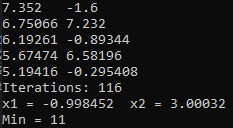 7.352   -1.6
6.75066 7.232
6.19261 -0.89344
5.67474 6.58196
5.19416 -0.295408
Iterations: 116
x1 = -0.998452  x2 = 3.00032
Min = 11